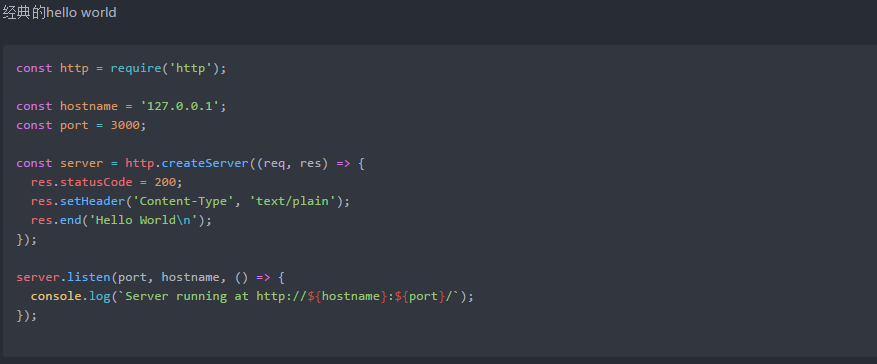 经典的hello world
const http = require('http');
const hostname = '127.0.0.1';
const port = 3000;
const server = http.createServer((req, res) => {
  res.statusCode = 200;
  res.setHeader('Content-Type', 'text/plain');
  res.end('Hello World\n');
});
server.listen(port, hostname, () => {
  console.log(`Server running at http://${hostname}:${port}/`);
});